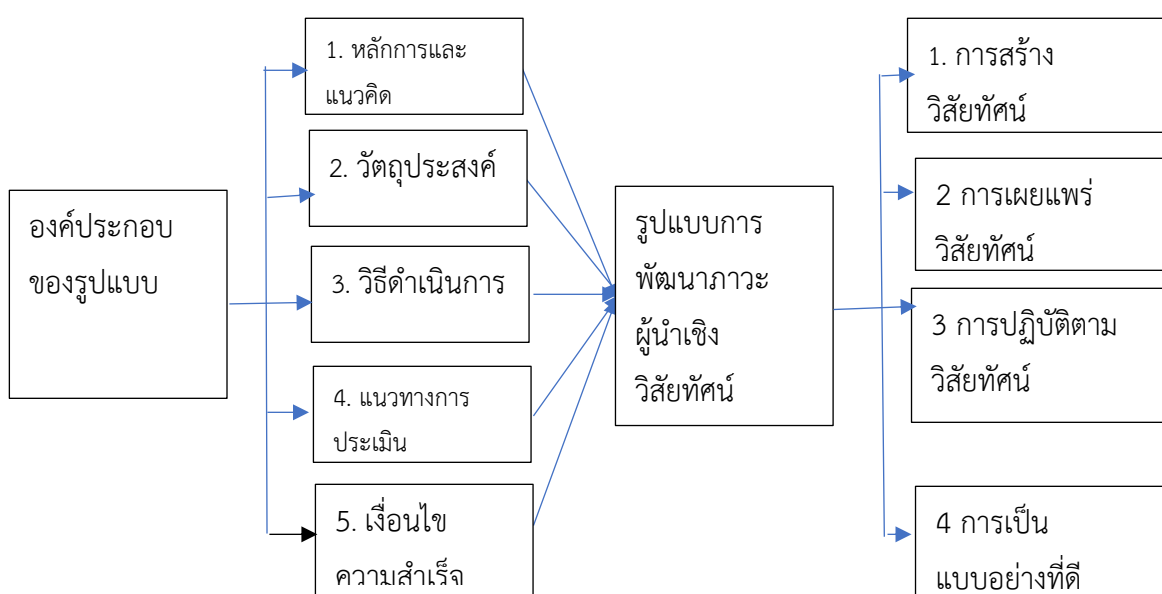 องค์ประกอบ
ของรูปแบบ
1. หลักการและ
แนวคิด
2. วัตถุประสงค์
3. วิธีดำเนินการ
4. แนวทางการ
ประเมิน
5. เงื่อนไข
ความสำเร็จ
รูปแบบการ
พัฒนาภาวะ
ผู้นำเชิง
วิสัยทัศน์
1. การสร้าง
วิสัยทัศน์
2 การเผยแพร่
วิสัยทัศน์
3 การปฏิบัติตาม
วิสัยทัศน์
4 การเป็น
แบบอย่างที่ดี